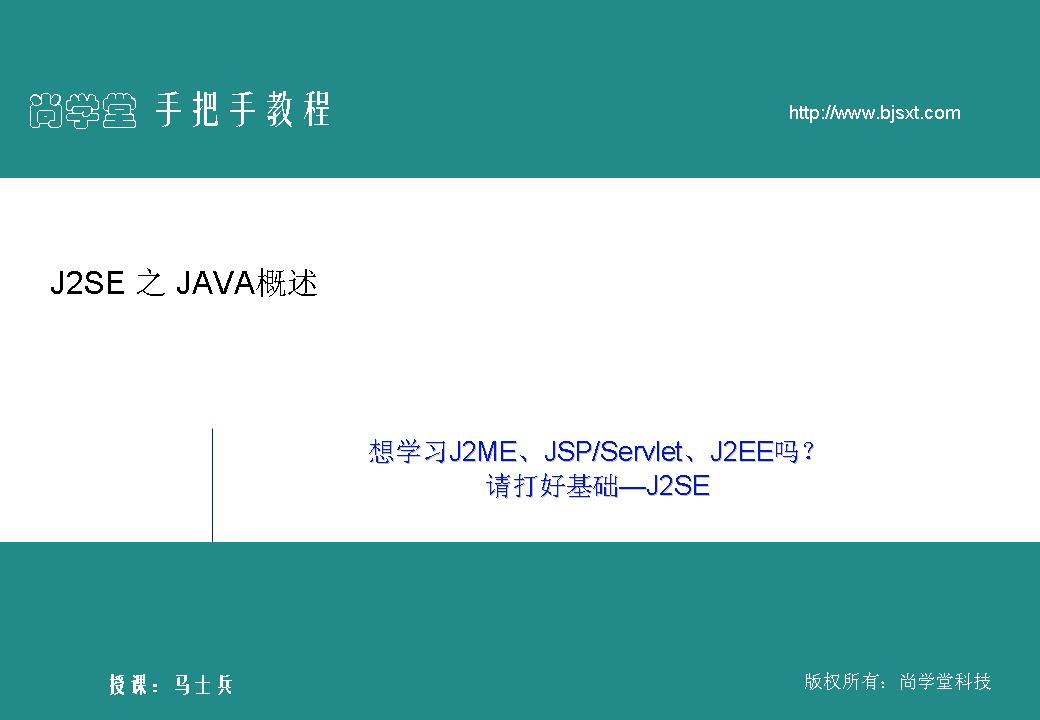 尚学堂 手把手教程
http://www.bjsxt.com
J2SE 之 JAVA概述
想学习J2ME、JSP/Servlet、J2EE吗？
请打好基础—J2SE
授课：马士兵
版权所有：尚学堂科技